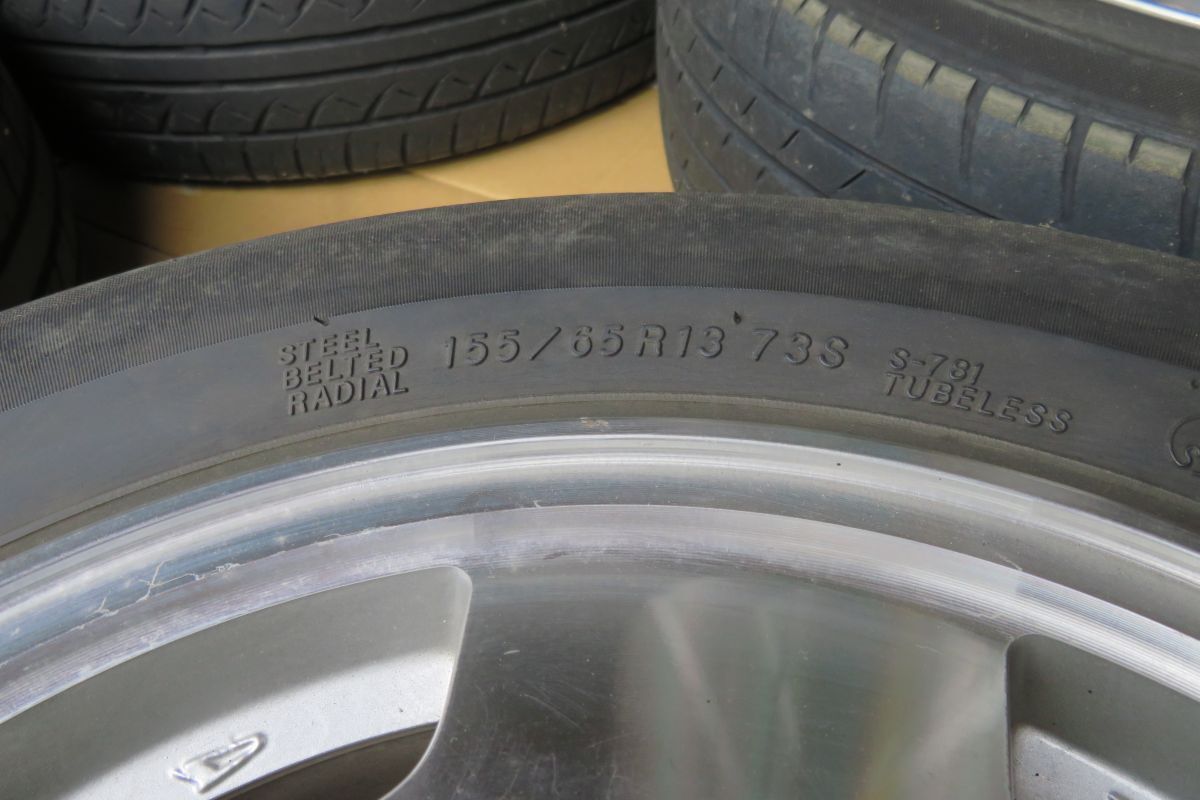 STEEL
BELTED
RADIAL
155/65R13 73S
S-781
TUBELESS